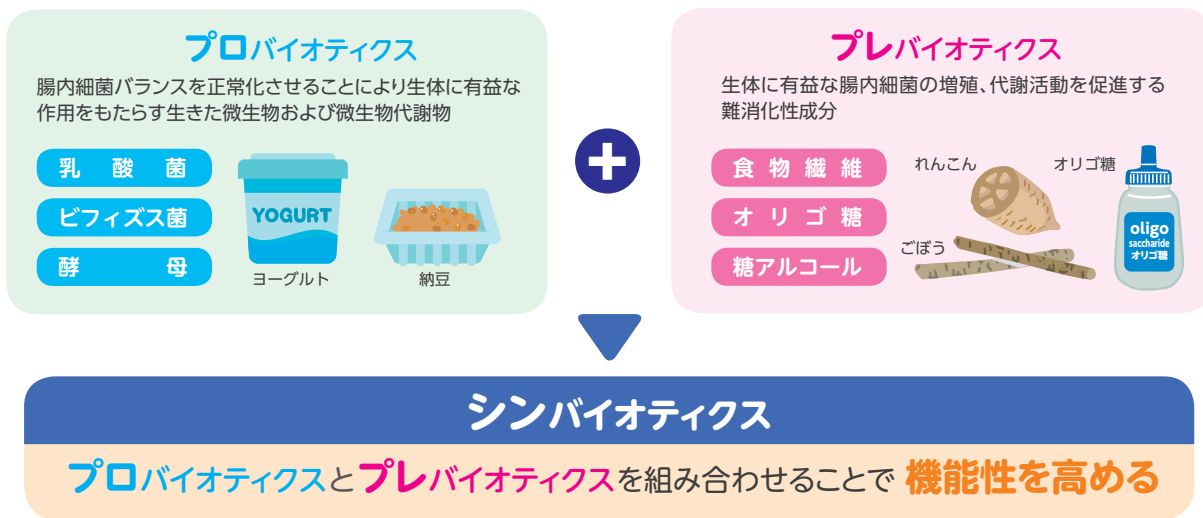 プロバイオティクス
腸内細菌バランスを正常化させることにより生体に有益な
作用をもたらす生きた微生物および微生物代謝物
乳酸菌
ビフィズス菌
酵母
YOGURT
ヨーグルト
納豆
プレバイオティクス
生体に有益な腸内細菌の増殖、代謝活動を促進する
難消化性成分
食物繊維
オリゴ糖
糖アルコール
れんこん
オリゴ糖
ごぼう
oligo
saccharide
オリゴ糖
シンバイオティクス
プロバイオティクスとプレバイオティクスを組み合わせることで 機能性を高める